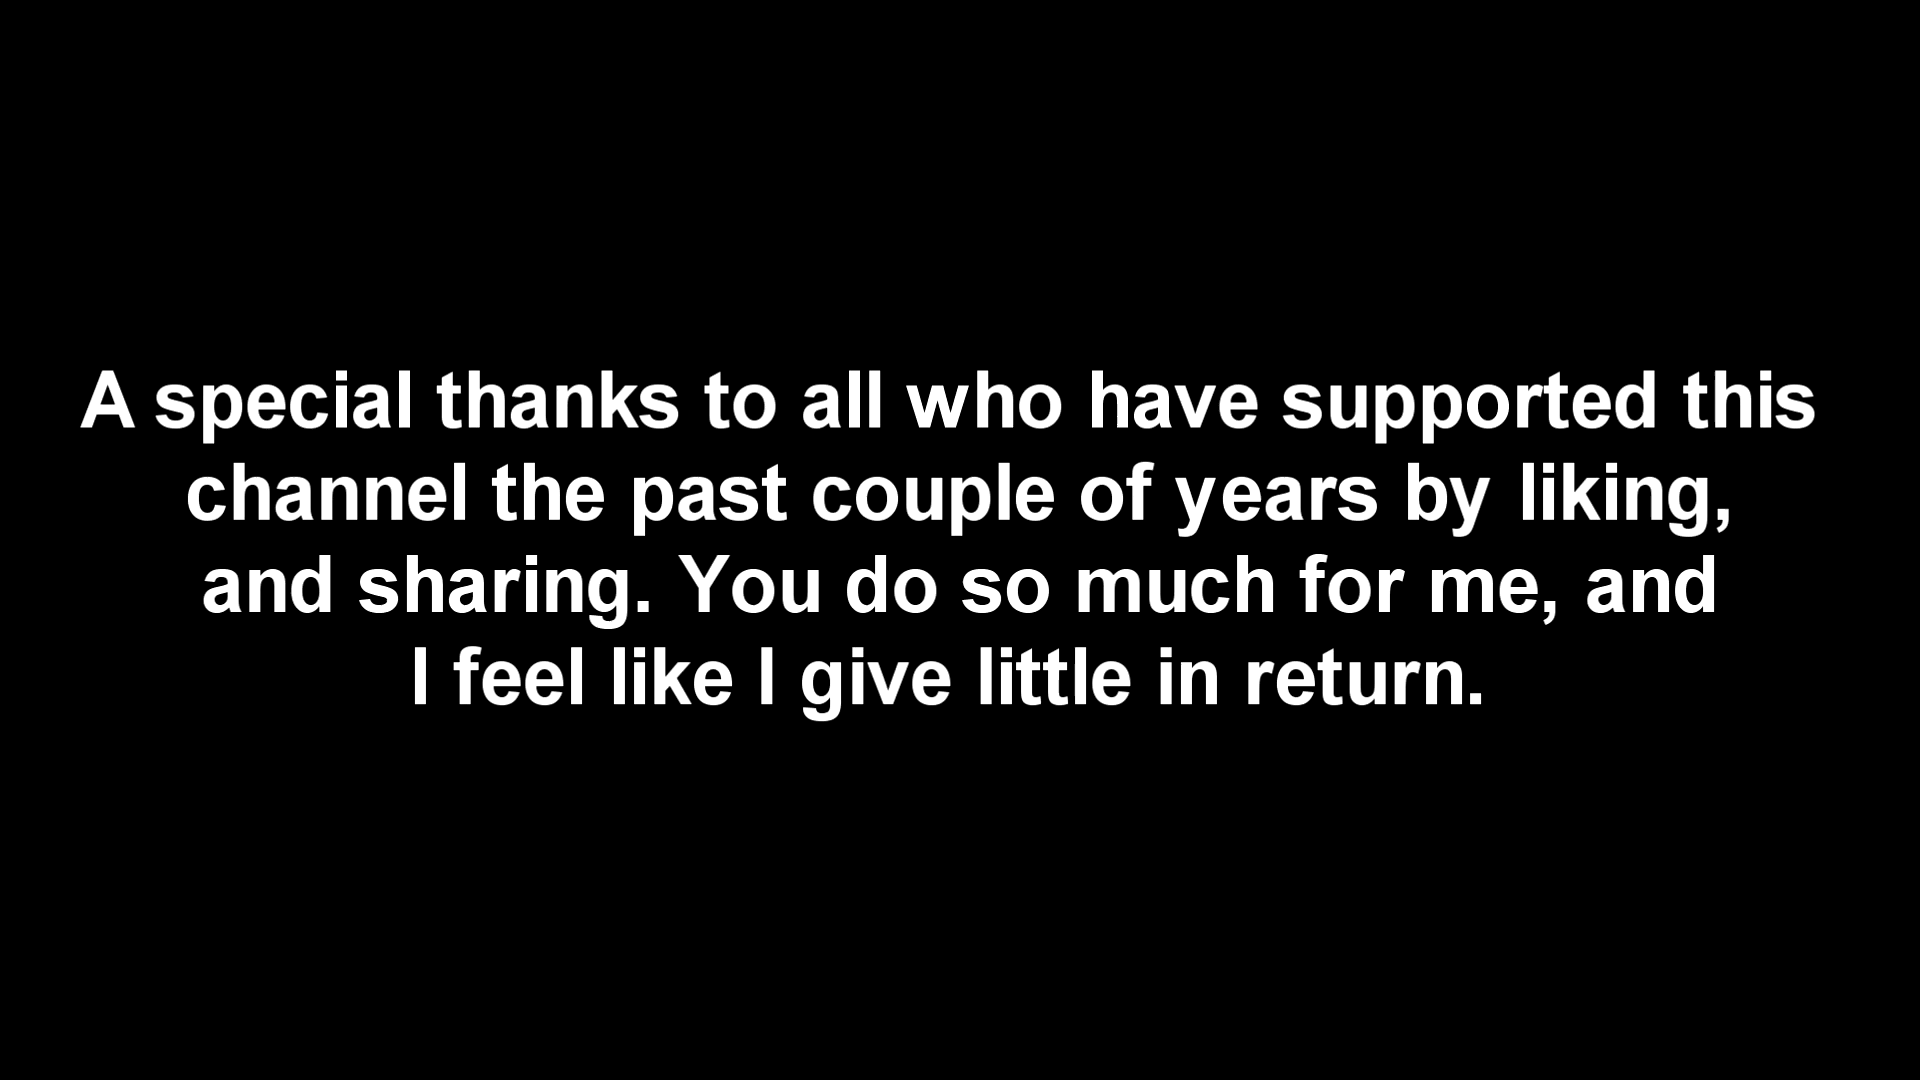 A special thanks to all who have supported this
channel the past couple of years by liking,
and sharing. You do so much for me, and
I feel like I give little in return.